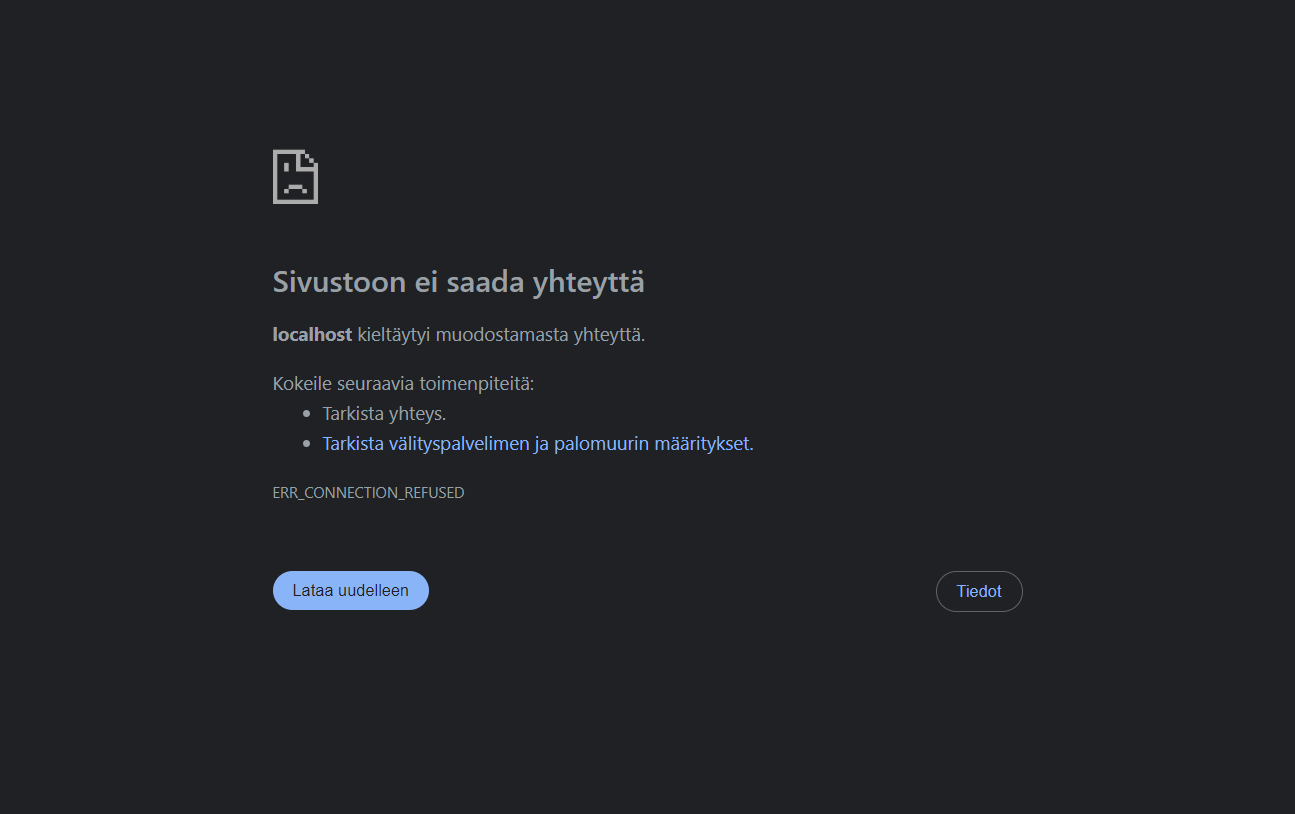 Sivustoon ei saada yhteyttä
localhost kieltäytyi muodostamasta yhteyttä.
Kokeile seuraavia toimenpiteitä:
Tarkista yhteys.
Tarkista välityspalvelimen ja palomuurin määritykset.
ERR_CONNECTION_REFUSED
Lataa uudelleen
Tiedot